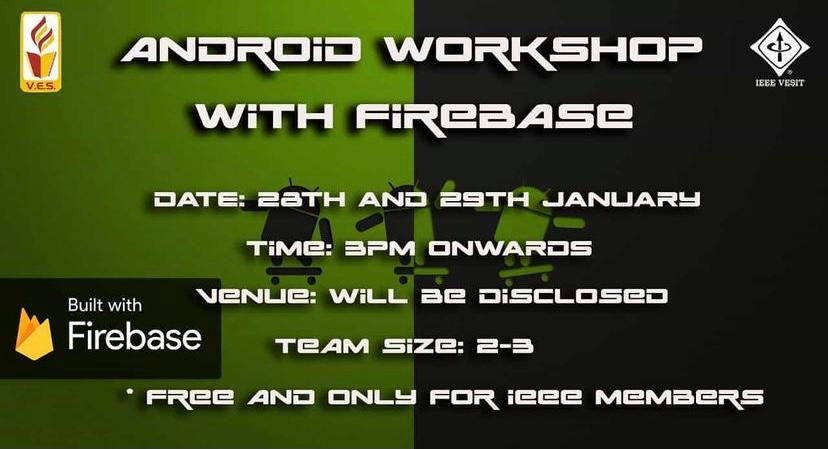 V.E.S.
IEEE VESIT
ANDROID WORKSHOP
WITH FIREBASE
DATE: 28TH AND 29TH JANUARY
TIME: 3PM ONWARDS
VENUE: WILL BE DISCLOSED
Built with
Firebase
TEAM SIZE: 2-3
* FREE AND ONLY FOR IEEE MEMBERS